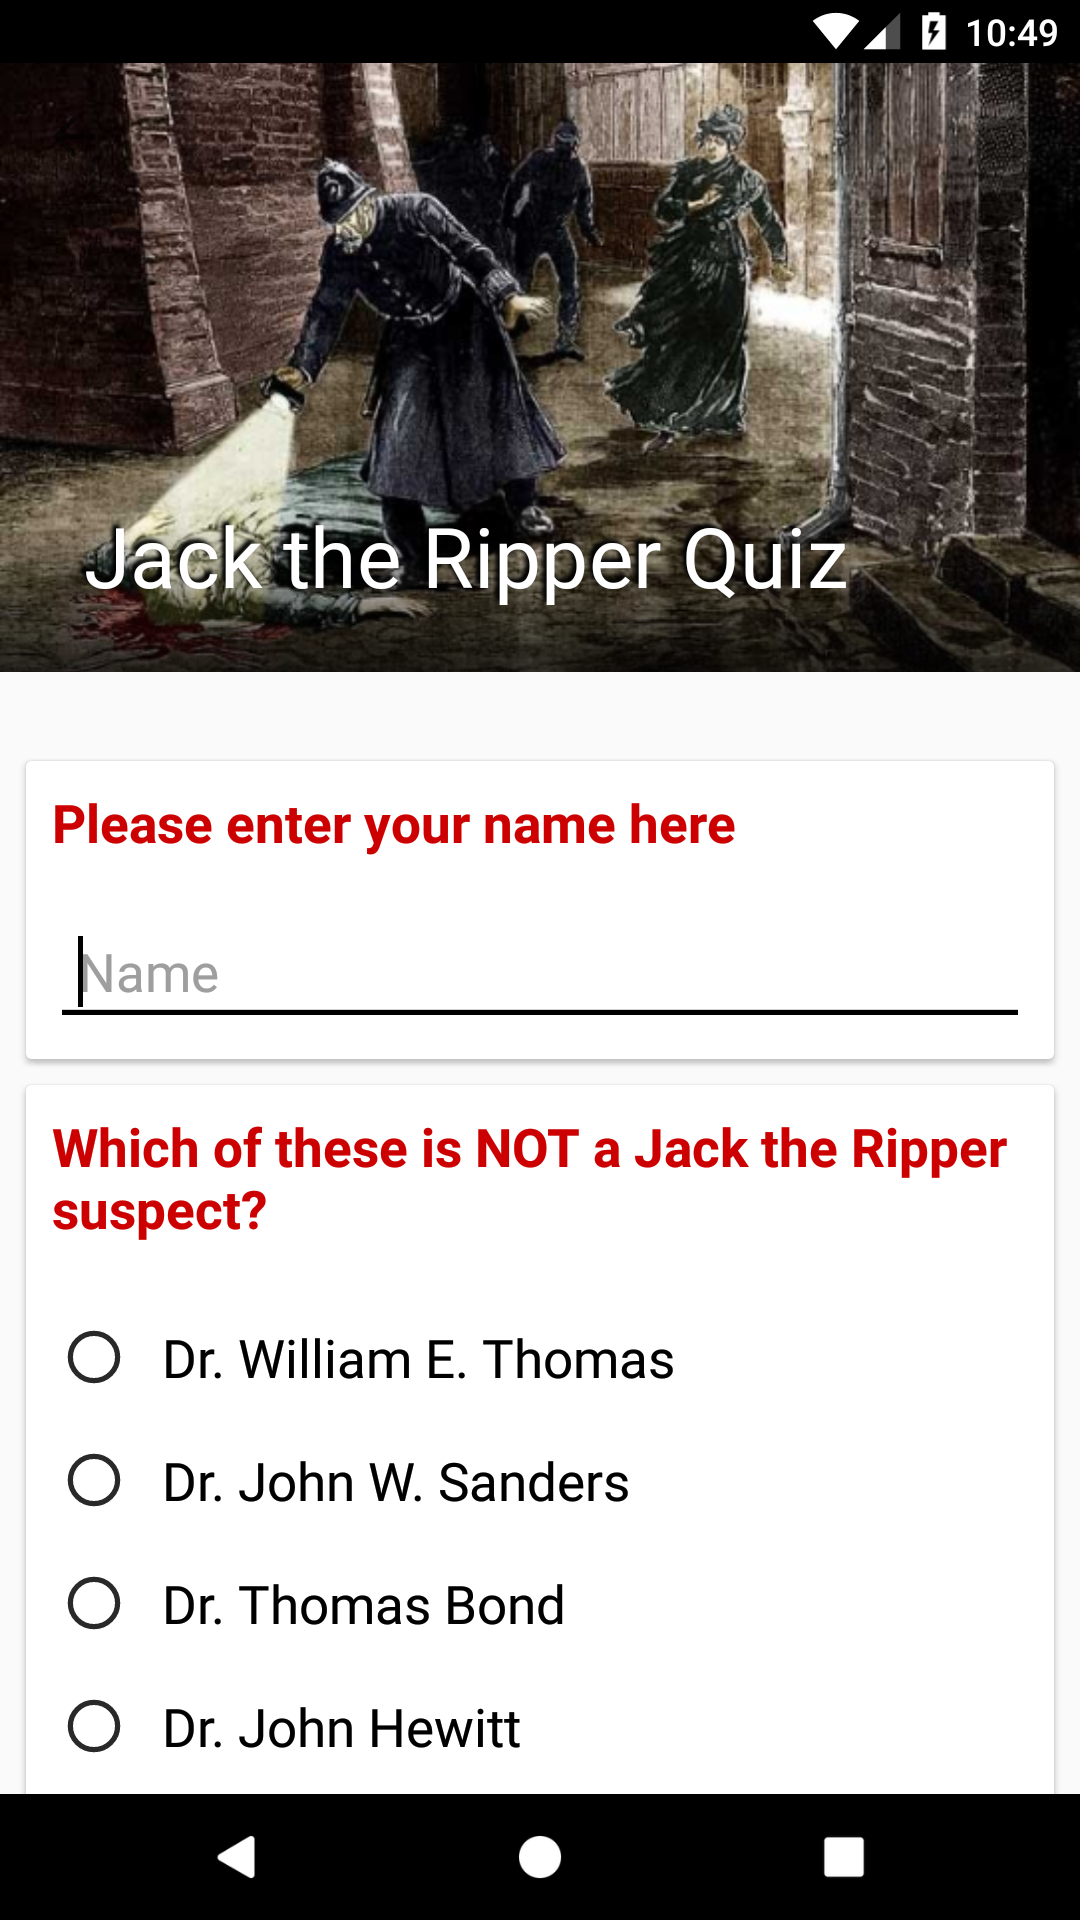 10:49
Jack the Ripper Quiz
Please enter your name here
Name
Which of these is NOT a Jack the Ripper
suspect?
Dr. William E. Thomas
Dr. John W. Sanders
Dr. Thomas Bond
Dr. John Hewitt